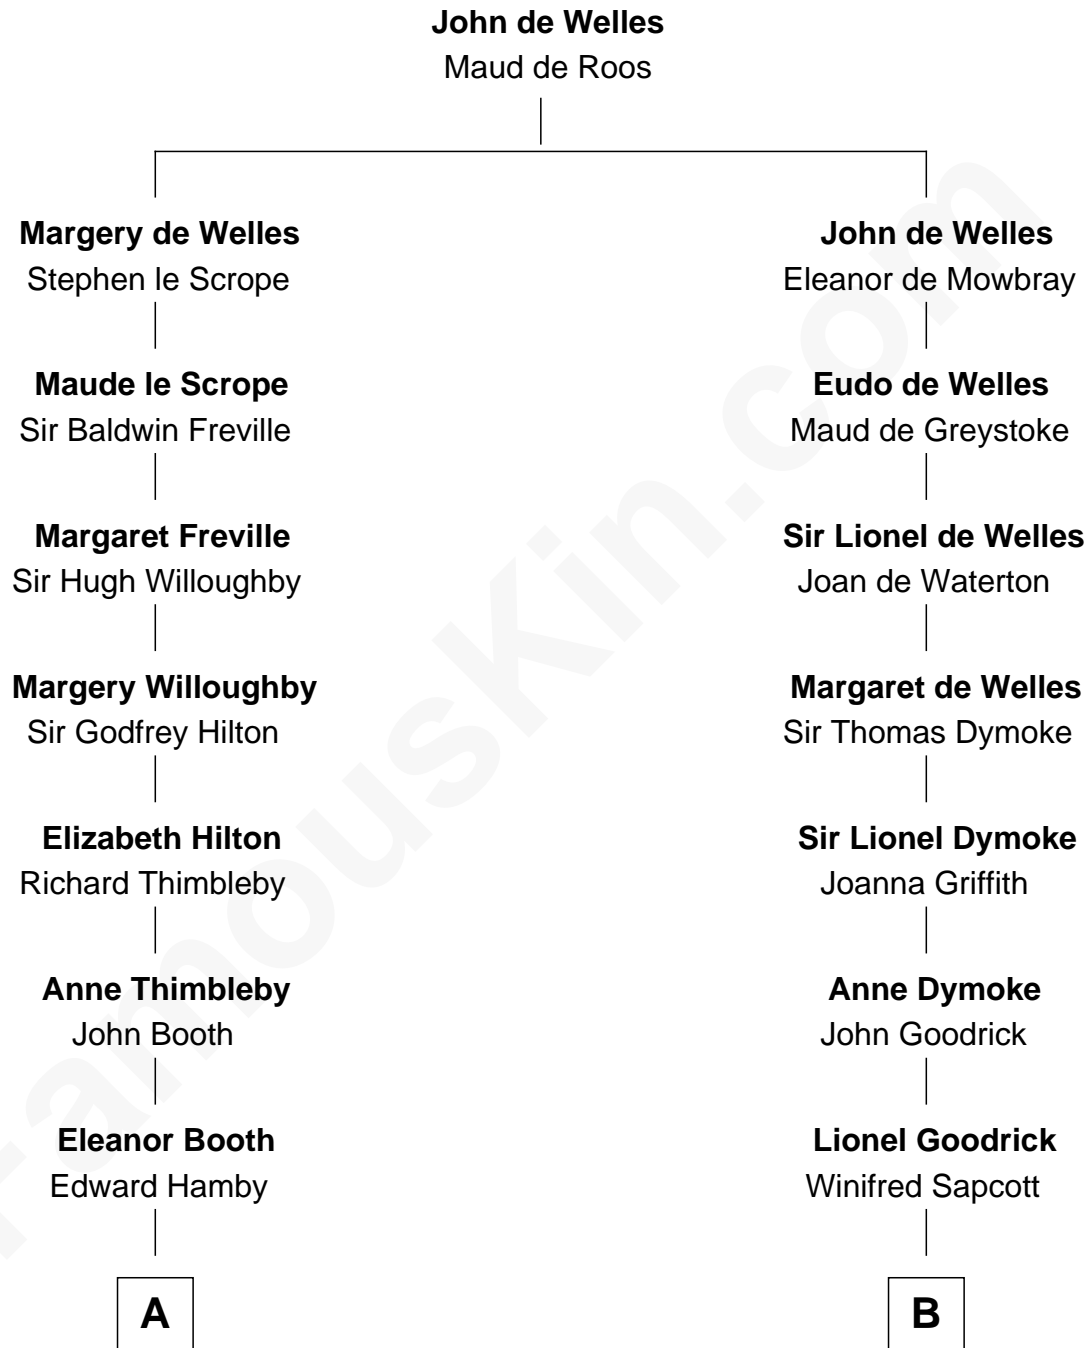 John de Welles
Maud de Roos
Margery de Welles
Stephen le Scrope
John de Welles
Eleanor de Mowbray
Maude le Scrope
Sir Baldwin Freville
Eudo de Welles
Maud de Greystoke
Margaret Freville
Sir Hugh Willoughby
Sir Lionel de Welles
Joan de Waterton
Margery Willoughby
Sir Godfrey Hilton
Margaret de Welles
Sir Thomas Dymoke
Elizabeth Hilton
Richard Thimbleby
Sir Lionel Dymoke
Joanna Griffith
Anne Thimbleby
John Booth
Anne Dymoke
John Goodrick
Eleanor Booth
Edward Hamby
Lionel Goodrick
Winifred Sapcott
A
B
FamousKin.com